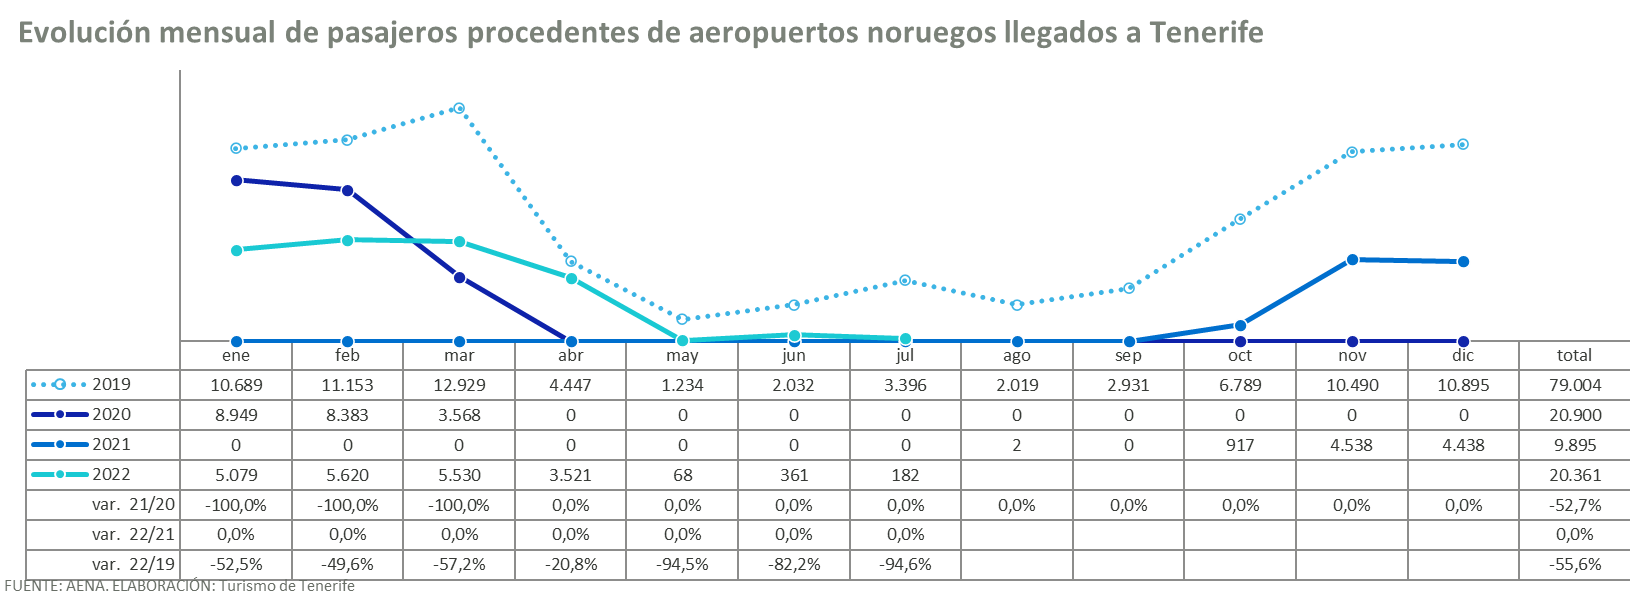 Evolución mensual de pasajeros procedentes de aeropuertos noruegos llegados a Tenerife
ene feb mar abr may jun jul ago sep oct nov dic total
2019 10.689 11.153 12.929 4.447 1.234 2.032 3.396 2.019 2.931 6.789 10.490 10.895 79.004
2020 8.949 8.383 3.568 0 0 0 0 0 0 0 0 0 20.900
2021 0 0 0 0 0 0 0 2 0 917 4.538 4.438 9.895
2022 5.079 5.620 5.530 3.521 68 361 182 20.361
var. 21/20 -100,0% -100,0% -100,0% 0,0% 0,0% 0,0% 0,0% 0,0% 0,0% 0,0% 0,0% 0,0% -52,7%
var. 22/21 0,0% 0,0% 0,0% 0,0% 0,0% 0,0% 0,0% 0,0%
var. 22/19 -52,5% -49,6% -57,2% -20,8% -94,5% -82,2% -94,6% -55,6%
FUENTE: AENA. ELABORACIÓN: Turismo de Tenerife